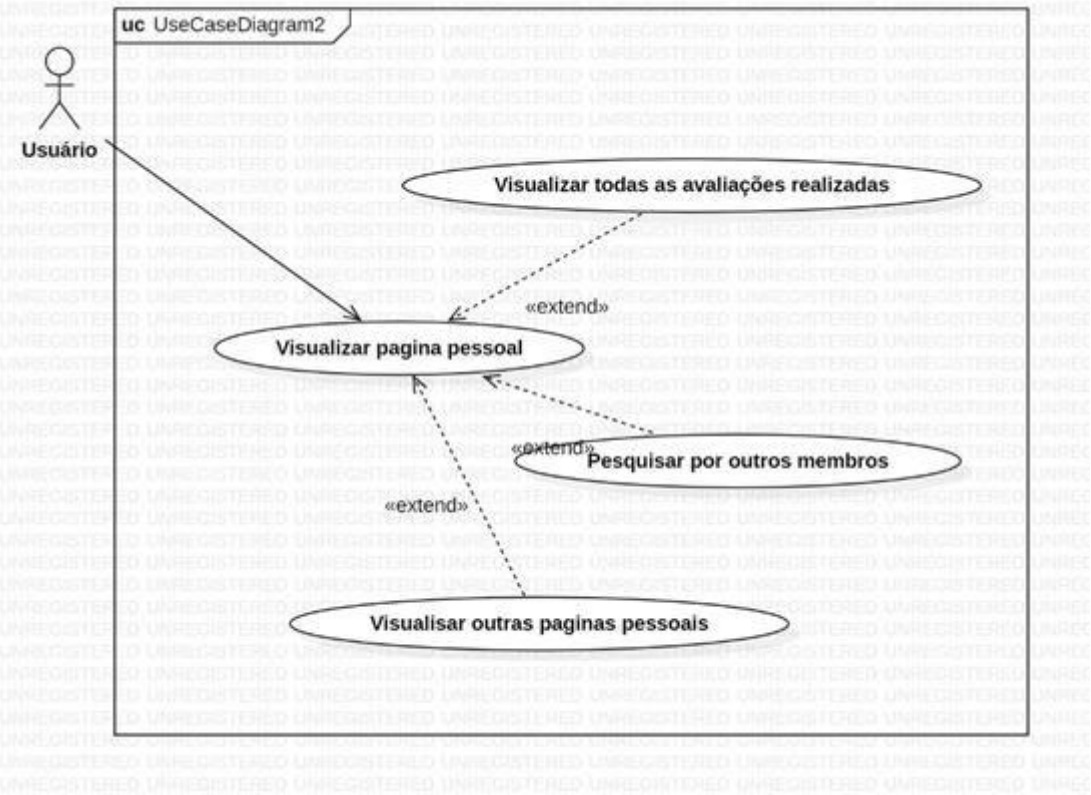 uc UseCaseDiagram2
Usuário
Visualizar todas as avaliações realizadas
«extend»
Visualizar pagina pessoal
«extend»
Pesquisar por outros membros
«extend»
Visualisar outras paginas pessoais
UNREGISTERED